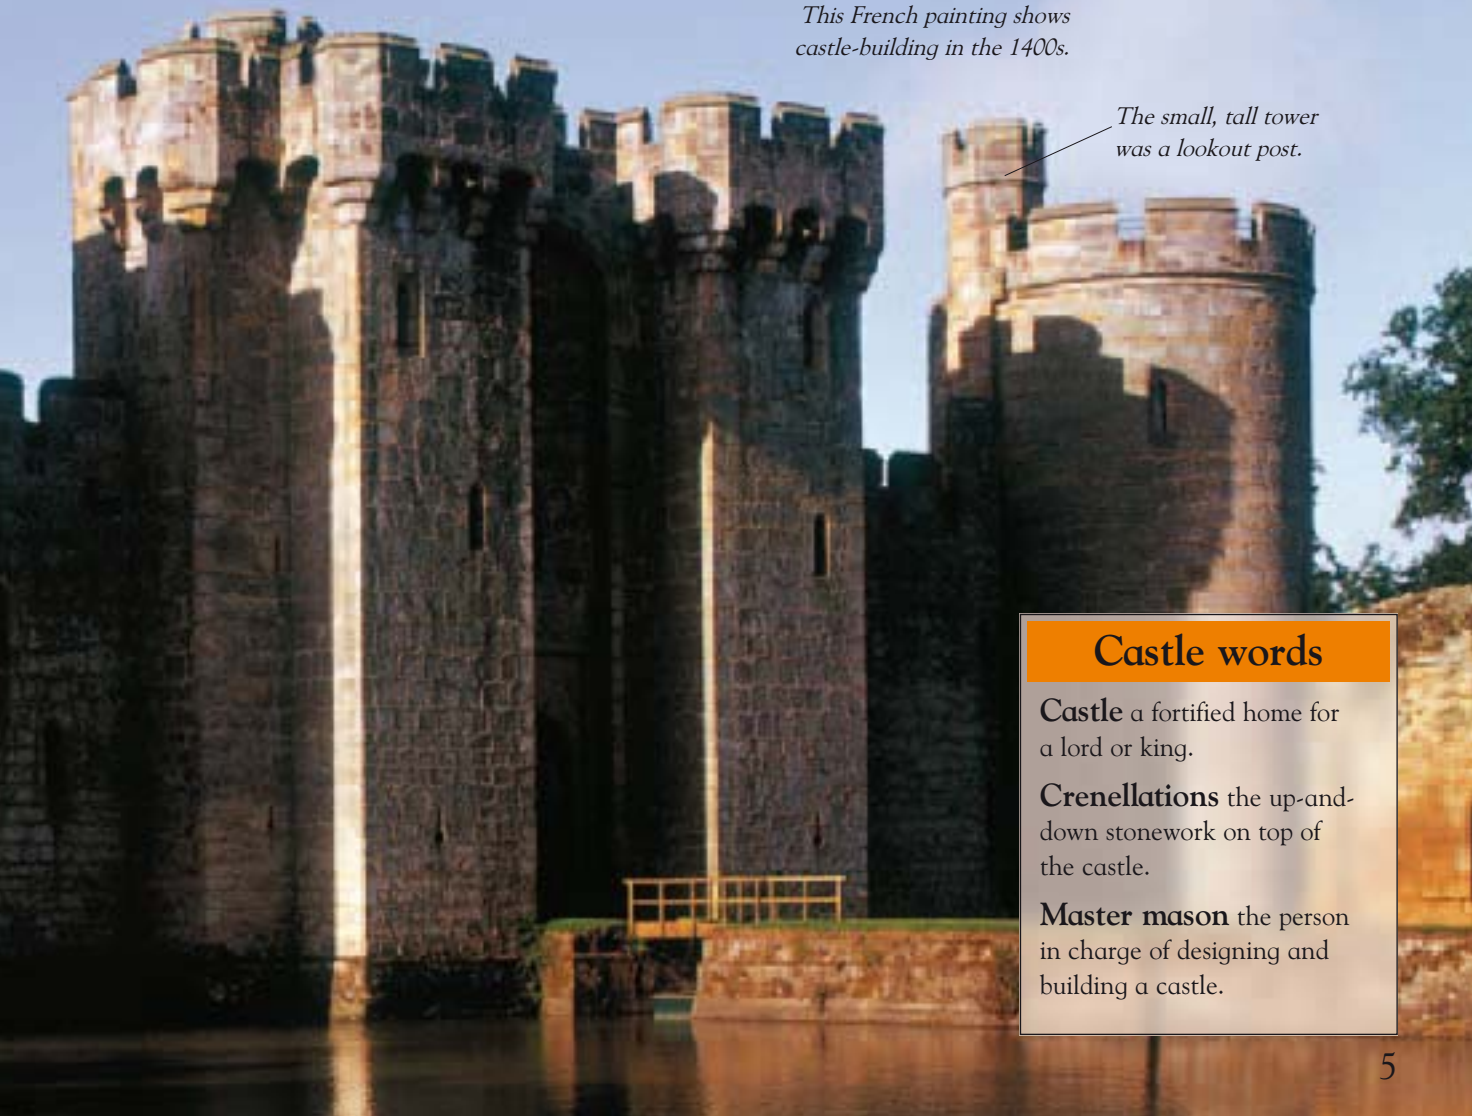 This French painting shows
castle-building in the 1400s.
The small, tall tower
was a lookout post.
Castle words
Castle a fortified home for
a lord or king.
Crenellations the up-and-
down stonework on top of
the castle.
Master mason the person
in charge of designing and
building a castle.
5